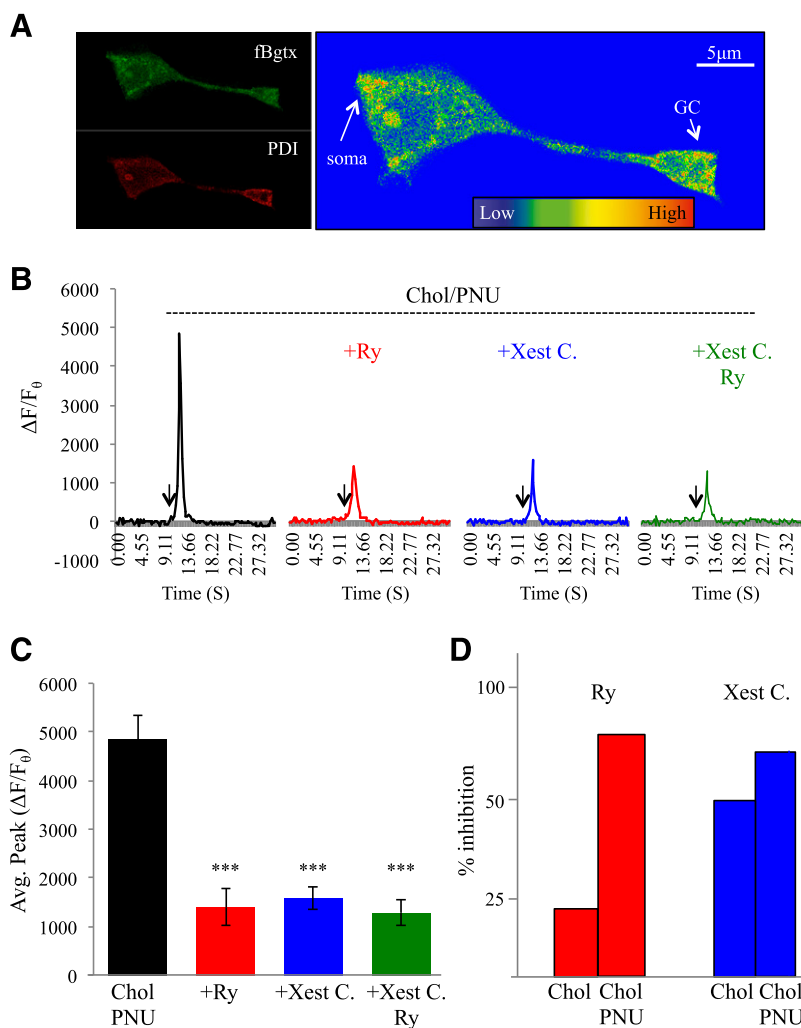 A
fBgtx
PDI
5μm
GC
soma
Low
High
B
Chol/PNU
+Ry
+Xest C.
+Xest C.
Ry
ΔF/Fθ
6000
5000
4000
3000
2000
1000
0
-1000
0.00 4.55 9.11 13.66 18.22 22.77 27.32
0.00 4.55 9.11 13.66 18.22 22.77 27.32
0.00 4.55 9.11 13.66 18.22 22.77 27.32
0.00 4.55 9.11 13.66 18.22 22.77 27.32
Time (S)
Time (S)
Time (S)
Time (S)
C
Avg. Peak (ΔF/Fθ)
6000
5000
4000
3000
2000
1000
0
*** *** ***
Chol
PNU
+Ry
+Xest C.
+Xest C.
Ry
D
% inhibition
100
50
25
Ry
Xest C.
Chol Chol
PNU
Chol Chol
PNU